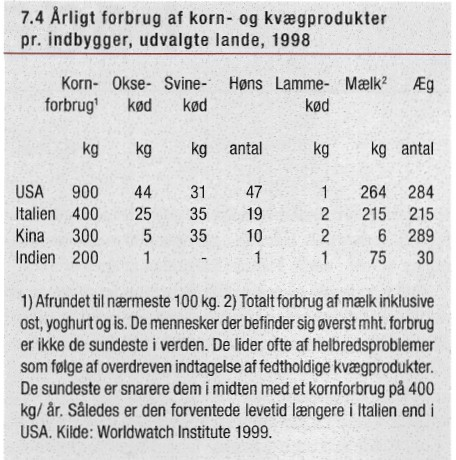 7.4 Årligt forbrug af korn- og kvægprodukter
pr. indbygger, udvalgte lande, 1998
Korn- Okse- Svine- Høns Lamme- Mælk² Æg
forbrug¹ kød kød kød
kg kg kg antal kg kg antal
USA 900 44 31 47 1 264 284
Italien 400 25 35 19 2 215 215
Kina 300 5 35 10 2 6 289
Indien 200 1 - 1 1 75 30
1) Afrundet til nærmeste 100 kg. 2) Totalt forbrug af mælk inklusive
ost, yoghurt og is. De mennesker der befinder sig øverst mht. forbrug
er ikke de sundeste i verden. De lider ofte af helbredsproblemer
som følge af overdreven indtagelse af fedtholdige kvægprodukter.
De sundeste er snarere dem i midten med et kornforbrug på 400
kg/ år. Således er den forventede levetid længere i Italien end i
USA. Kilde: Worldwatch Institute 1999.